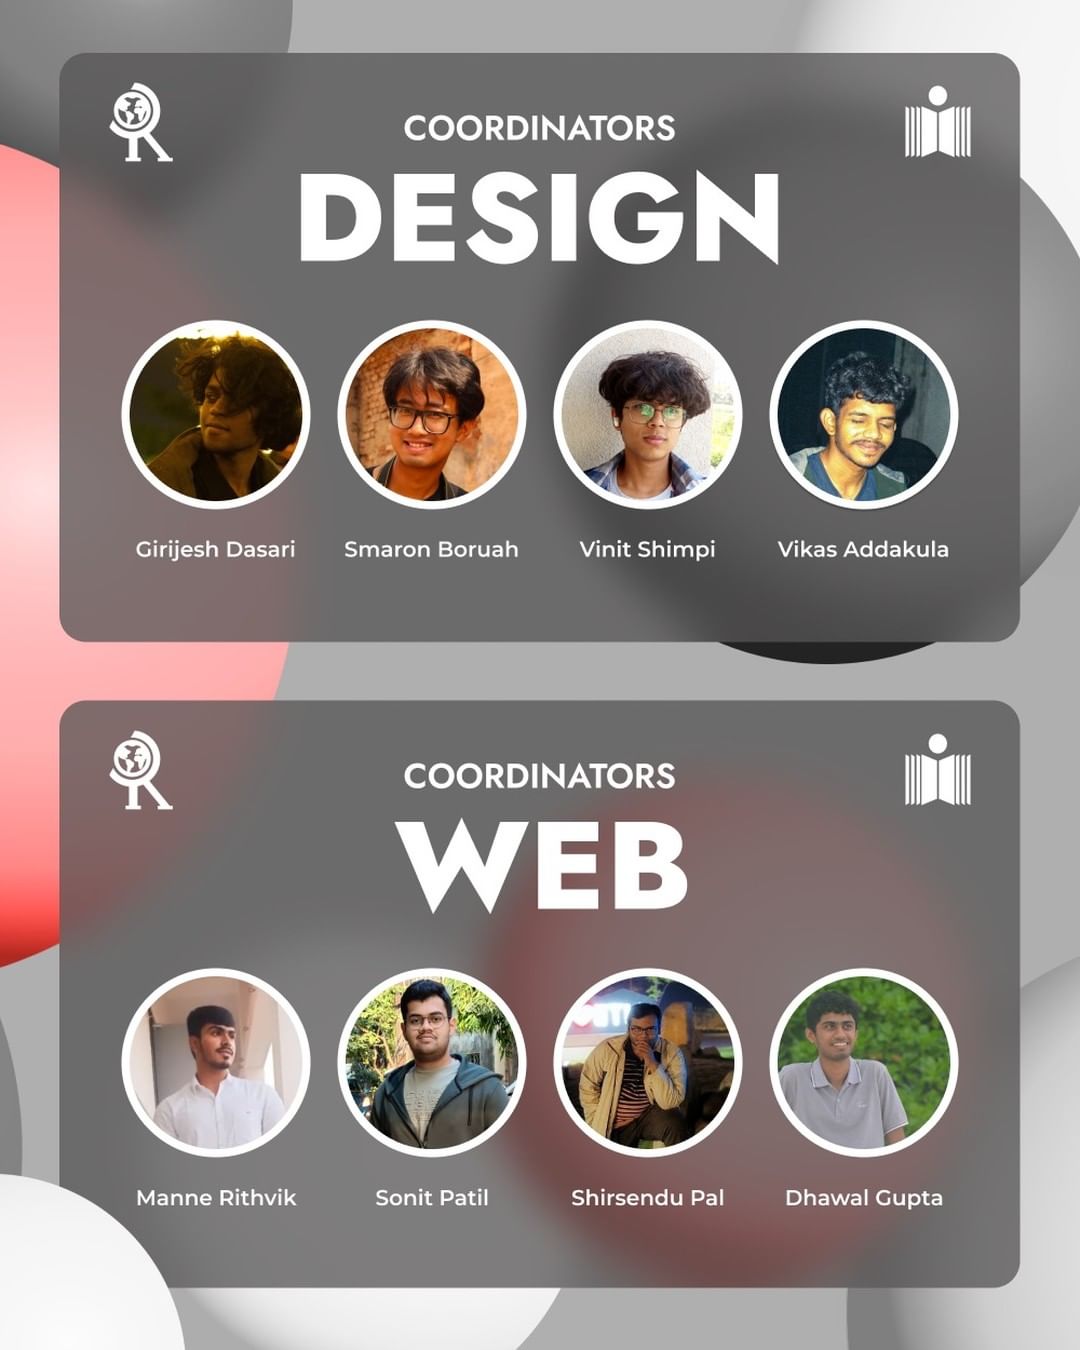 COORDINATORS
DESIGN
Girijesh Dasari
Smaron Boruah
Vinit Shimpi
Vikas Addakula
COORDINATORS
WEB
Manne Rithvik
Sonit Patil
Shirsendu Pal
Dhawal Gupta